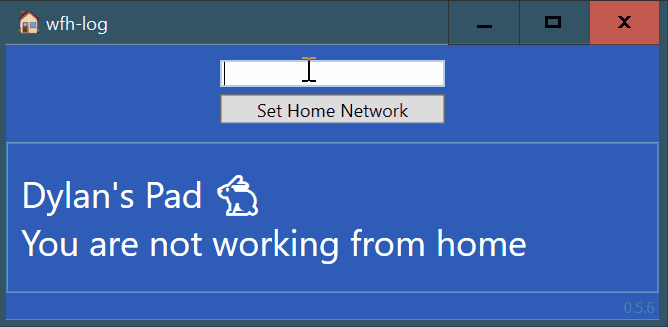 wfh-log
Set Home Network
Dylan's Pad 🐇
You are not working from home
0.5.6